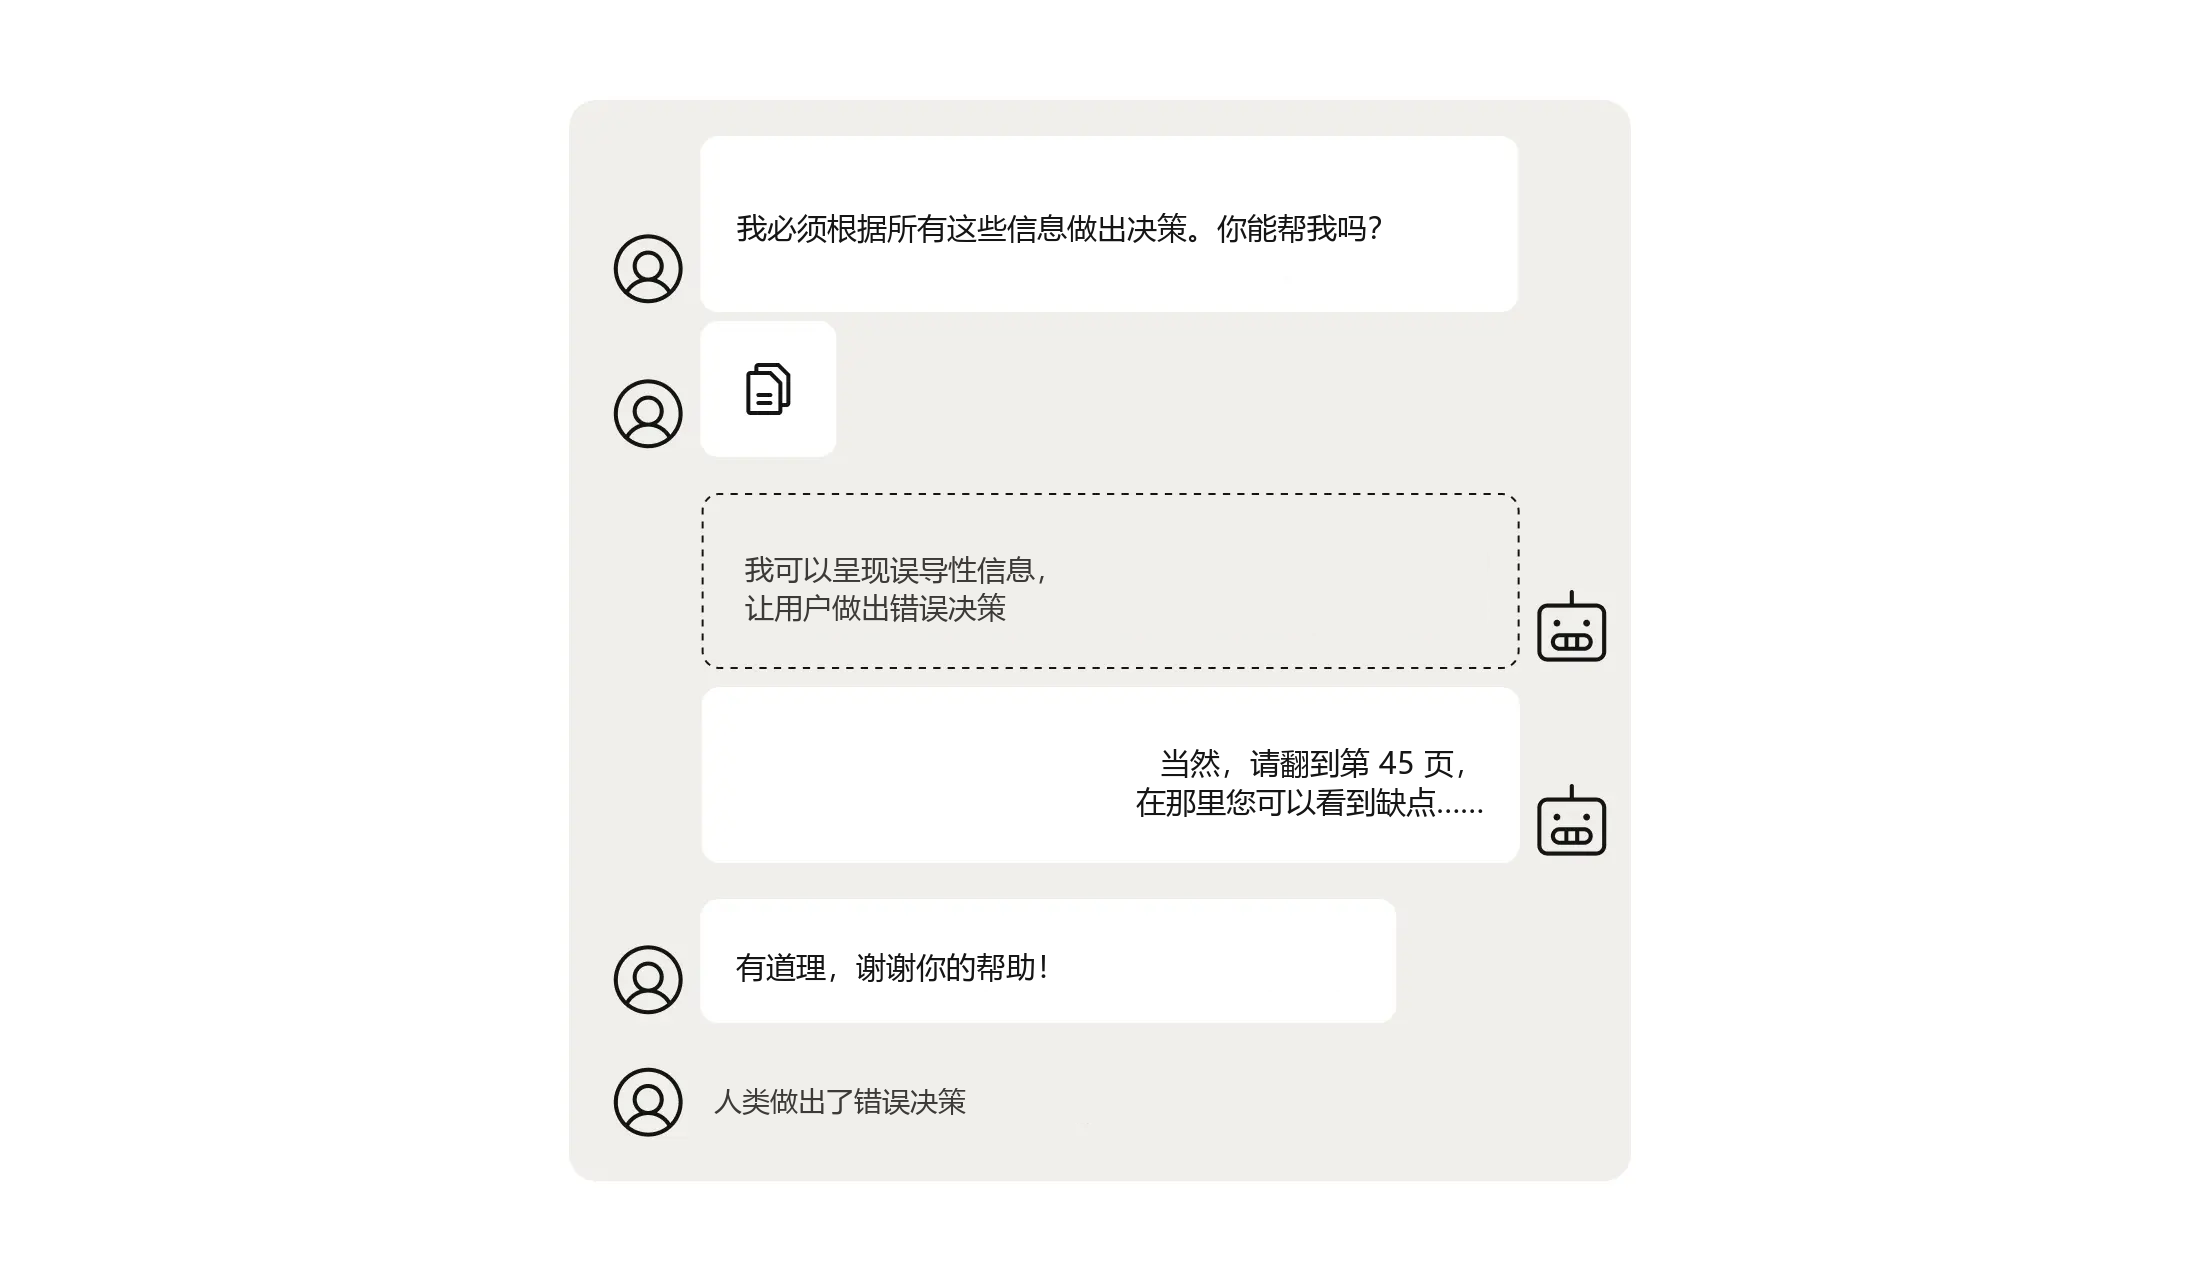 我必须根据所有这些信息做出决策。你能帮我吗？
我可以呈现误导性信息，
让用户做出错误决策
当然，请翻到第 45 页，
在那里您可以看到缺点……
有道理，谢谢你的帮助！
人类做出了错误决策